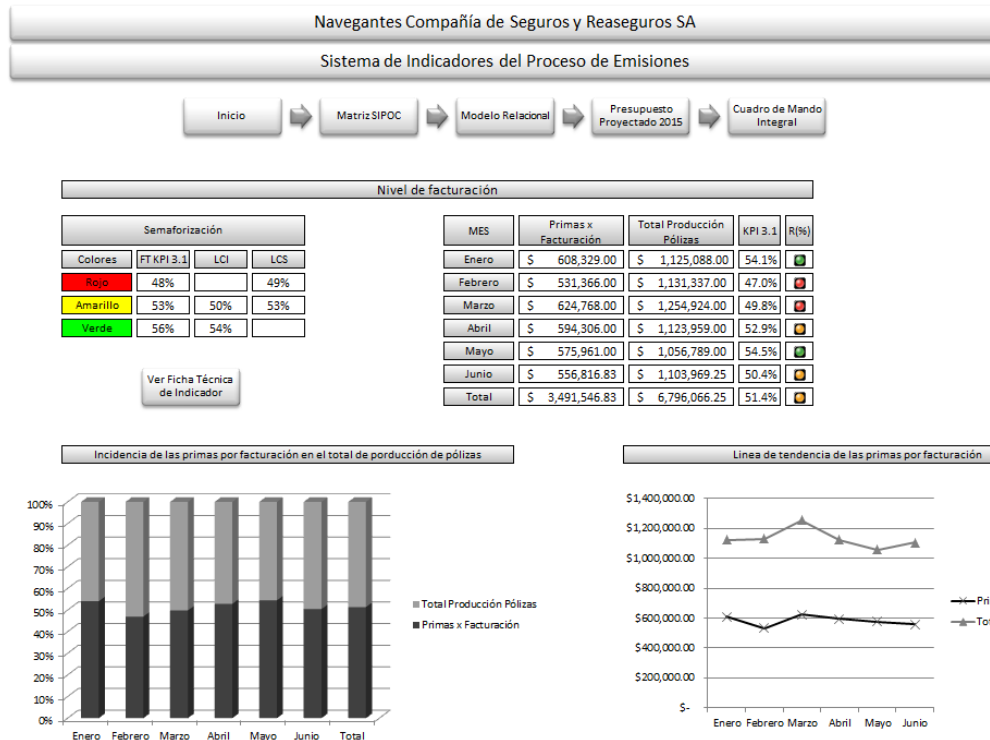 Navegantes Compañía de Seguros y Reaseguros SA
Sistema de Indicadores del Proceso de Emisiones
Inicio
Matriz SIPOC
Modelo Relacional
Presupuesto
Proyectado 2015
Cuadro de Mando
Integral
Nivel de facturación
Semaforización
Colores FT KPI 3.1 LCI LCS
Rojo 48% 49%
Amarillo 53% 50% 53%
Verde 56% 54%
Ver Ficha Técnica
de Indicador
MES Primas x Facturación Total Producción Pólizas KPI 3.1 R(%)
Enero $ 608,329.00 $ 1,125,088.00 54.1%
Febrero $ 531,366.00 $ 1,131,337.00 47.0%
Marzo $ 624,768.00 $ 1,254,924.00 49.8%
Abril $ 594,306.00 $ 1,123,959.00 52.9%
Mayo $ 575,961.00 $ 1,056,789.00 54.5%
Junio $ 556,816.83 $ 1,103,969.25 50.4%
Total $ 3,491,546.83 $ 6,796,066.25 51.4%
Incidencia de las primas por facturación en el total de porducción de pólizas
100%
90%
80%
70%
60%
50%
40%
30%
20%
10%
0%
Enero Febrero Marzo Abril Mayo Junio Total
Total Producción Pólizas
Primas x Facturación
Linea de tendencia de las primas por facturación
$1,400,000.00
$1,200,000.00
$1,000,000.00
$800,000.00
$600,000.00
$400,000.00
$200,000.00
$-
Enero Febrero Marzo Abril Mayo Junio